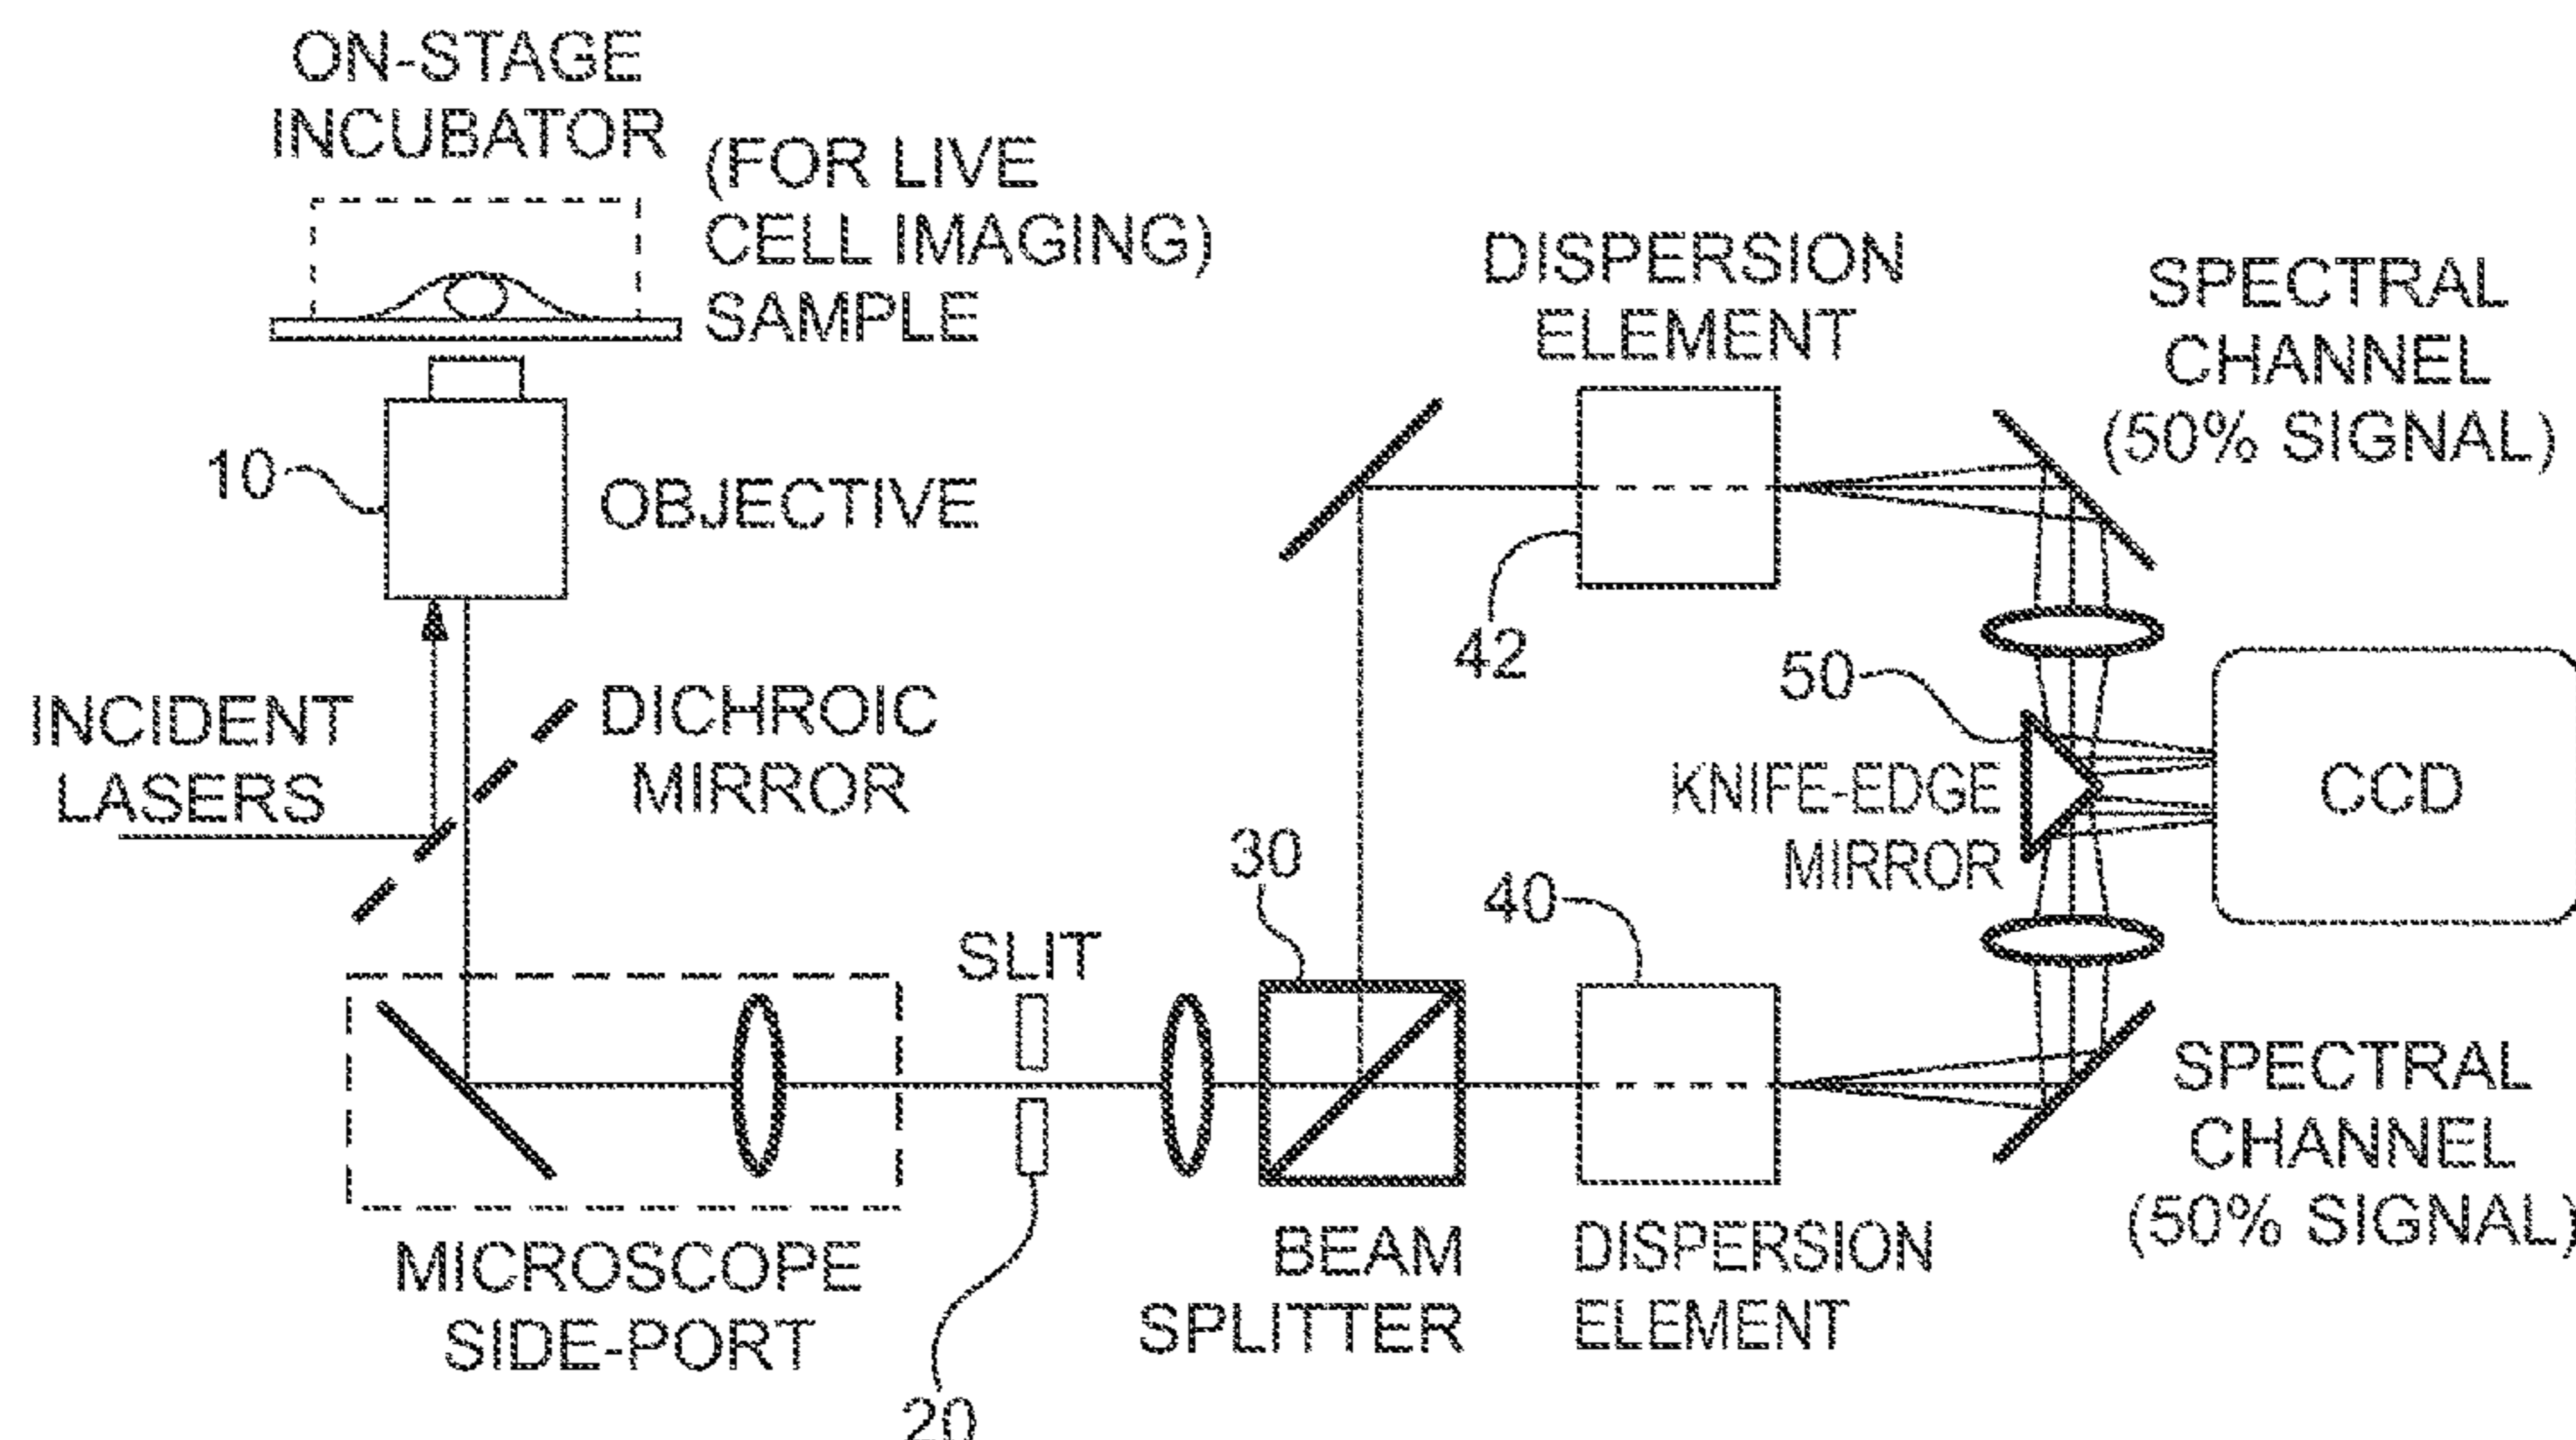 ON-STAGE
INCUBATOR
(FOR LIVE
CELL IMAGING)
SAMPLE
10
OBJECTIVE
INCIDENT
LASERS
DICHROIC
MIRROR
MICROSCOPE
SIDE-PORT
SLIT
20
30
BEAM
SPLITTER
DISPERSION
ELEMENT
42
40
DISPERSION
ELEMENT
SPECTRAL
CHANNEL
(50% SIGNAL)
50
KNIFE-EDGE
MIRROR
CCD
SPECTRAL
CHANNEL
(50% SIGNAL)